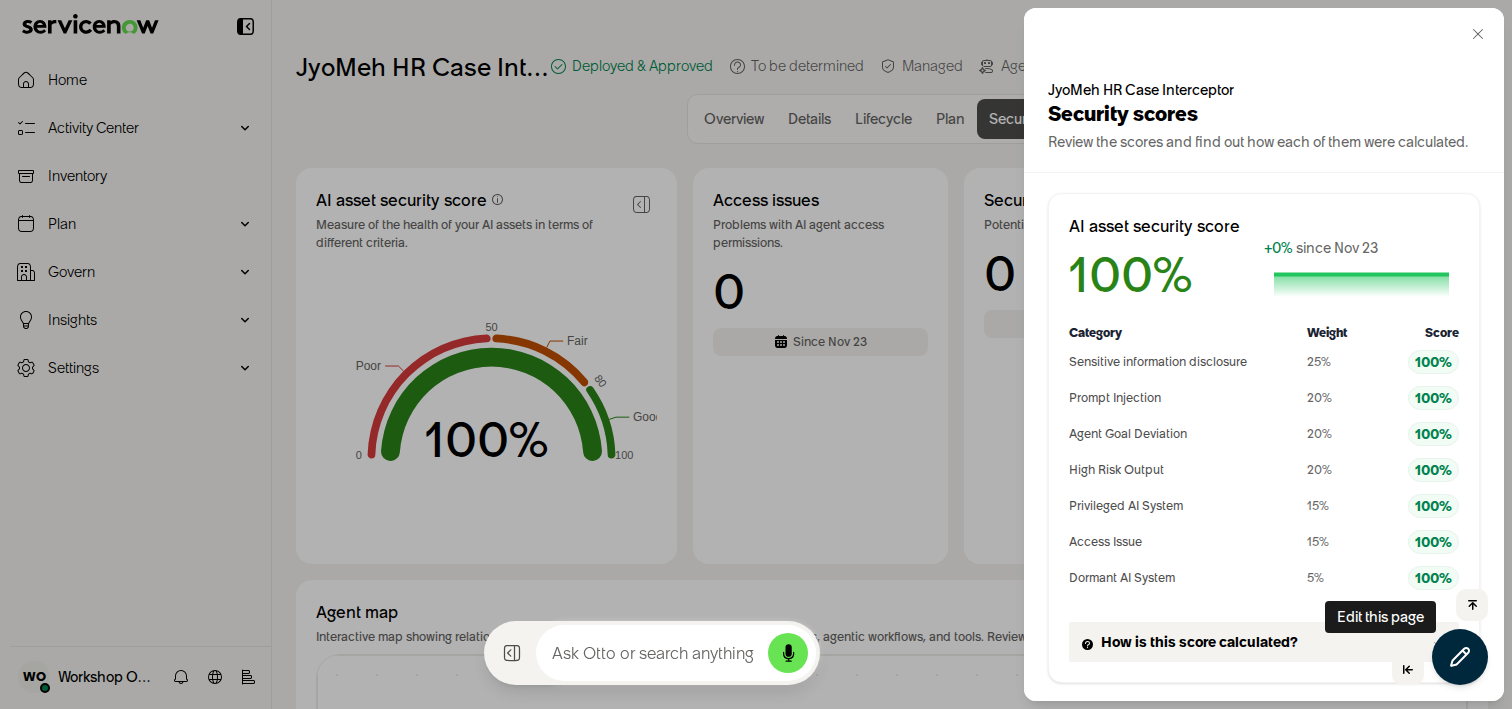 servicenow
Home
Activity Center
Inventory
Plan
Govern
Insights
Settings
WO Workshop O...
JyoMeh HR Case Int... Deployed & Approved To be determined Managed Age
Overview Details Lifecycle Plan Secur
AI asset security score
Measure of the health of your AI assets in terms of
different criteria.
50
Fair
Poor
80
Good
100%
0
100
Access issues
Problems with AI agent access
permissions.
0
Since Nov 23
Secur
Potenti
0
Agent map
Interactive map showing relatio
, agentic workflows, and tools. Review
Ask Otto or search anything
JyoMeh HR Case Interceptor
Security scores
Review the scores and find out how each of them were calculated.
AI asset security score
+0% since Nov 23
100%
Category Weight Score
Sensitive information disclosure 25% 100%
Prompt Injection 20% 100%
Agent Goal Deviation 20% 100%
High Risk Output 20% 100%
Privileged AI System 15% 100%
Access Issue 15% 100%
Dormant AI System 5% 100%
Edit this page
How is this score calculated?